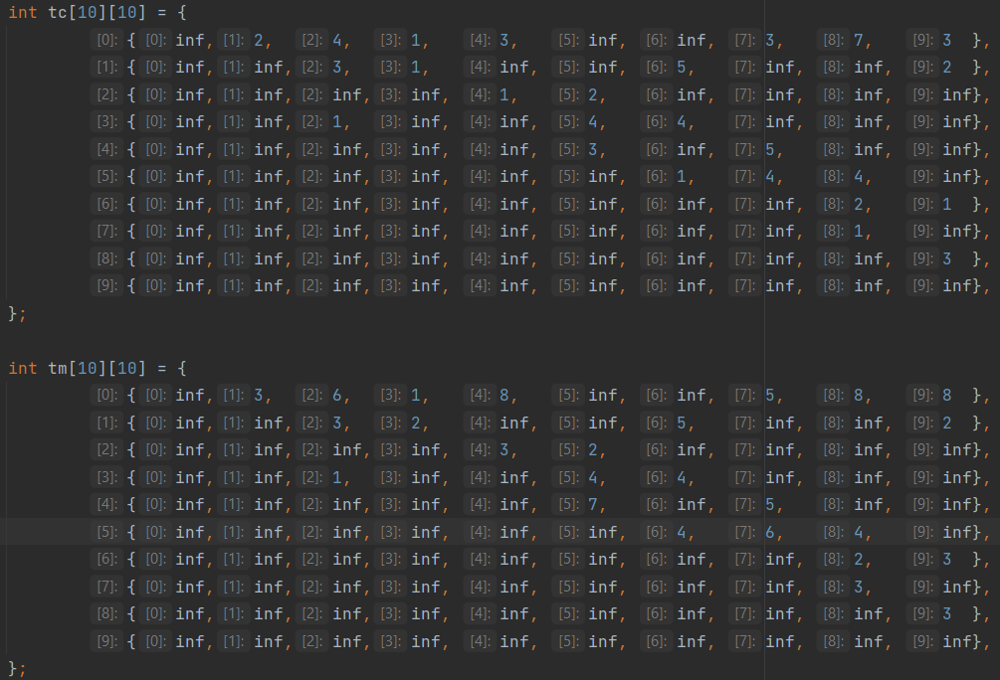 int tc[10][10] = {
[0]: { [0]: inf, [1]: 2, [2]: 4, [3]: 1, [4]: 3, [5]: inf, [6]: inf, [7]: 3, [8]: 7, [9]: 3 },
[1]: { [0]: inf, [1]: inf, [2]: 3, [3]: 1, [4]: inf, [5]: inf, [6]: 5, [7]: inf, [8]: inf, [9]: 2 },
[2]: { [0]: inf, [1]: inf, [2]: inf, [3]: inf, [4]: 1, [5]: 2, [6]: inf, [7]: inf, [8]: inf, [9]: inf},
[3]: { [0]: inf, [1]: inf, [2]: 1, [3]: inf, [4]: inf, [5]: 4, [6]: 4, [7]: inf, [8]: inf, [9]: inf},
[4]: { [0]: inf, [1]: inf, [2]: inf, [3]: inf, [4]: inf, [5]: 3, [6]: inf, [7]: 5, [8]: inf, [9]: inf},
[5]: { [0]: inf, [1]: inf, [2]: inf, [3]: inf, [4]: inf, [5]: inf, [6]: 1, [7]: 4, [8]: 4, [9]: inf},
[6]: { [0]: inf, [1]: inf, [2]: inf, [3]: inf, [4]: inf, [5]: inf, [6]: inf, [7]: inf, [8]: 2, [9]: 1 },
[7]: { [0]: inf, [1]: inf, [2]: inf, [3]: inf, [4]: inf, [5]: inf, [6]: inf, [7]: inf, [8]: 1, [9]: inf},
[8]: { [0]: inf, [1]: inf, [2]: inf, [3]: inf, [4]: inf, [5]: inf, [6]: inf, [7]: inf, [8]: inf, [9]: 3 },
[9]: { [0]: inf, [1]: inf, [2]: inf, [3]: inf, [4]: inf, [5]: inf, [6]: inf, [7]: inf, [8]: inf, [9]: inf},
};
int tm[10][10] = {
[0]: { [0]: inf, [1]: 3, [2]: 6, [3]: 1, [4]: 8, [5]: inf, [6]: inf, [7]: 5, [8]: 8, [9]: 8 },
[1]: { [0]: inf, [1]: inf, [2]: 3, [3]: 2, [4]: inf, [5]: inf, [6]: 5, [7]: inf, [8]: inf, [9]: 2 },
[2]: { [0]: inf, [1]: inf, [2]: inf, [3]: inf, [4]: 3, [5]: 2, [6]: inf, [7]: inf, [8]: inf, [9]: inf},
[3]: { [0]: inf, [1]: inf, [2]: 1, [3]: inf, [4]: inf, [5]: 4, [6]: 4, [7]: inf, [8]: inf, [9]: inf},
[4]: { [0]: inf, [1]: inf, [2]: inf, [3]: inf, [4]: inf, [5]: 7, [6]: inf, [7]: 5, [8]: inf, [9]: inf},
[5]: { [0]: inf, [1]: inf, [2]: inf, [3]: inf, [4]: inf, [5]: inf, [6]: 4, [7]: 6, [8]: 4, [9]: inf},
[6]: { [0]: inf, [1]: inf, [2]: inf, [3]: inf, [4]: inf, [5]: inf, [6]: inf, [7]: inf, [8]: 2, [9]: 3 },
[7]: { [0]: inf, [1]: inf, [2]: inf, [3]: inf, [4]: inf, [5]: inf, [6]: inf, [7]: inf, [8]: 3, [9]: inf},
[8]: { [0]: inf, [1]: inf, [2]: inf, [3]: inf, [4]: inf, [5]: inf, [6]: inf, [7]: inf, [8]: inf, [9]: 3 },
[9]: { [0]: inf, [1]: inf, [2]: inf, [3]: inf, [4]: inf, [5]: inf, [6]: inf, [7]: inf, [8]: inf, [9]: inf},
};